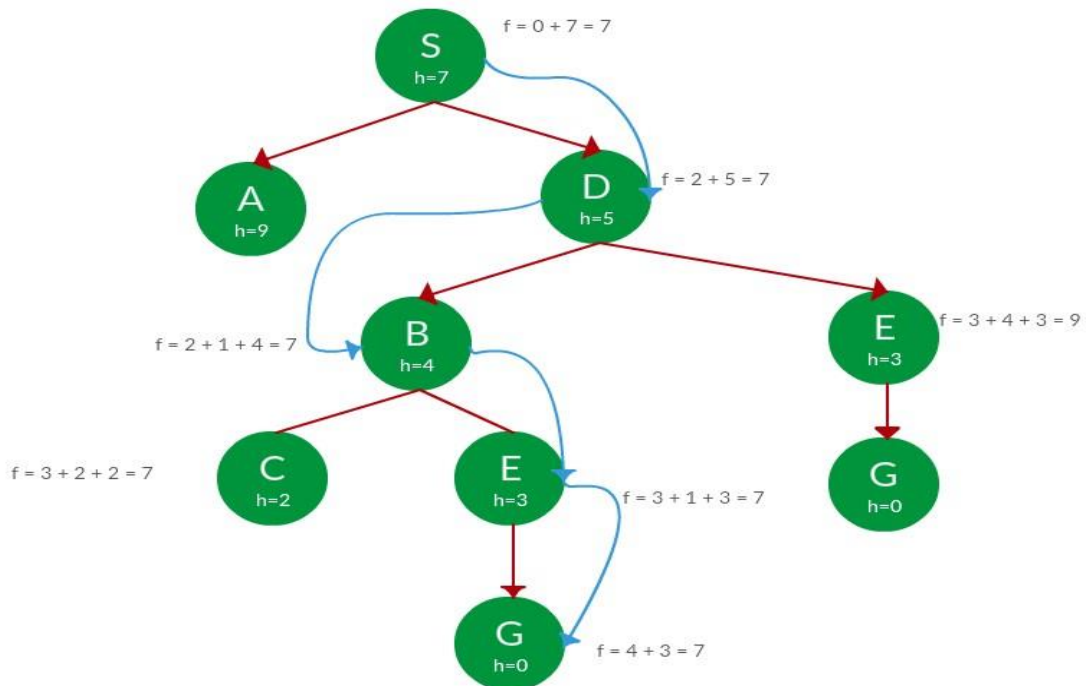 S
h=7
f = 0 + 7 = 7
A
h=9
D
h=5
f = 2 + 5 = 7
f = 2 + 1 + 4 = 7
B
h=4
E
h=3
f = 3 + 4 + 3 = 9
f = 3 + 2 + 2 = 7
C
h=2
E
h=3
f = 3 + 1 + 3 = 7
G
h=0
G
h=0
f = 4 + 3 = 7